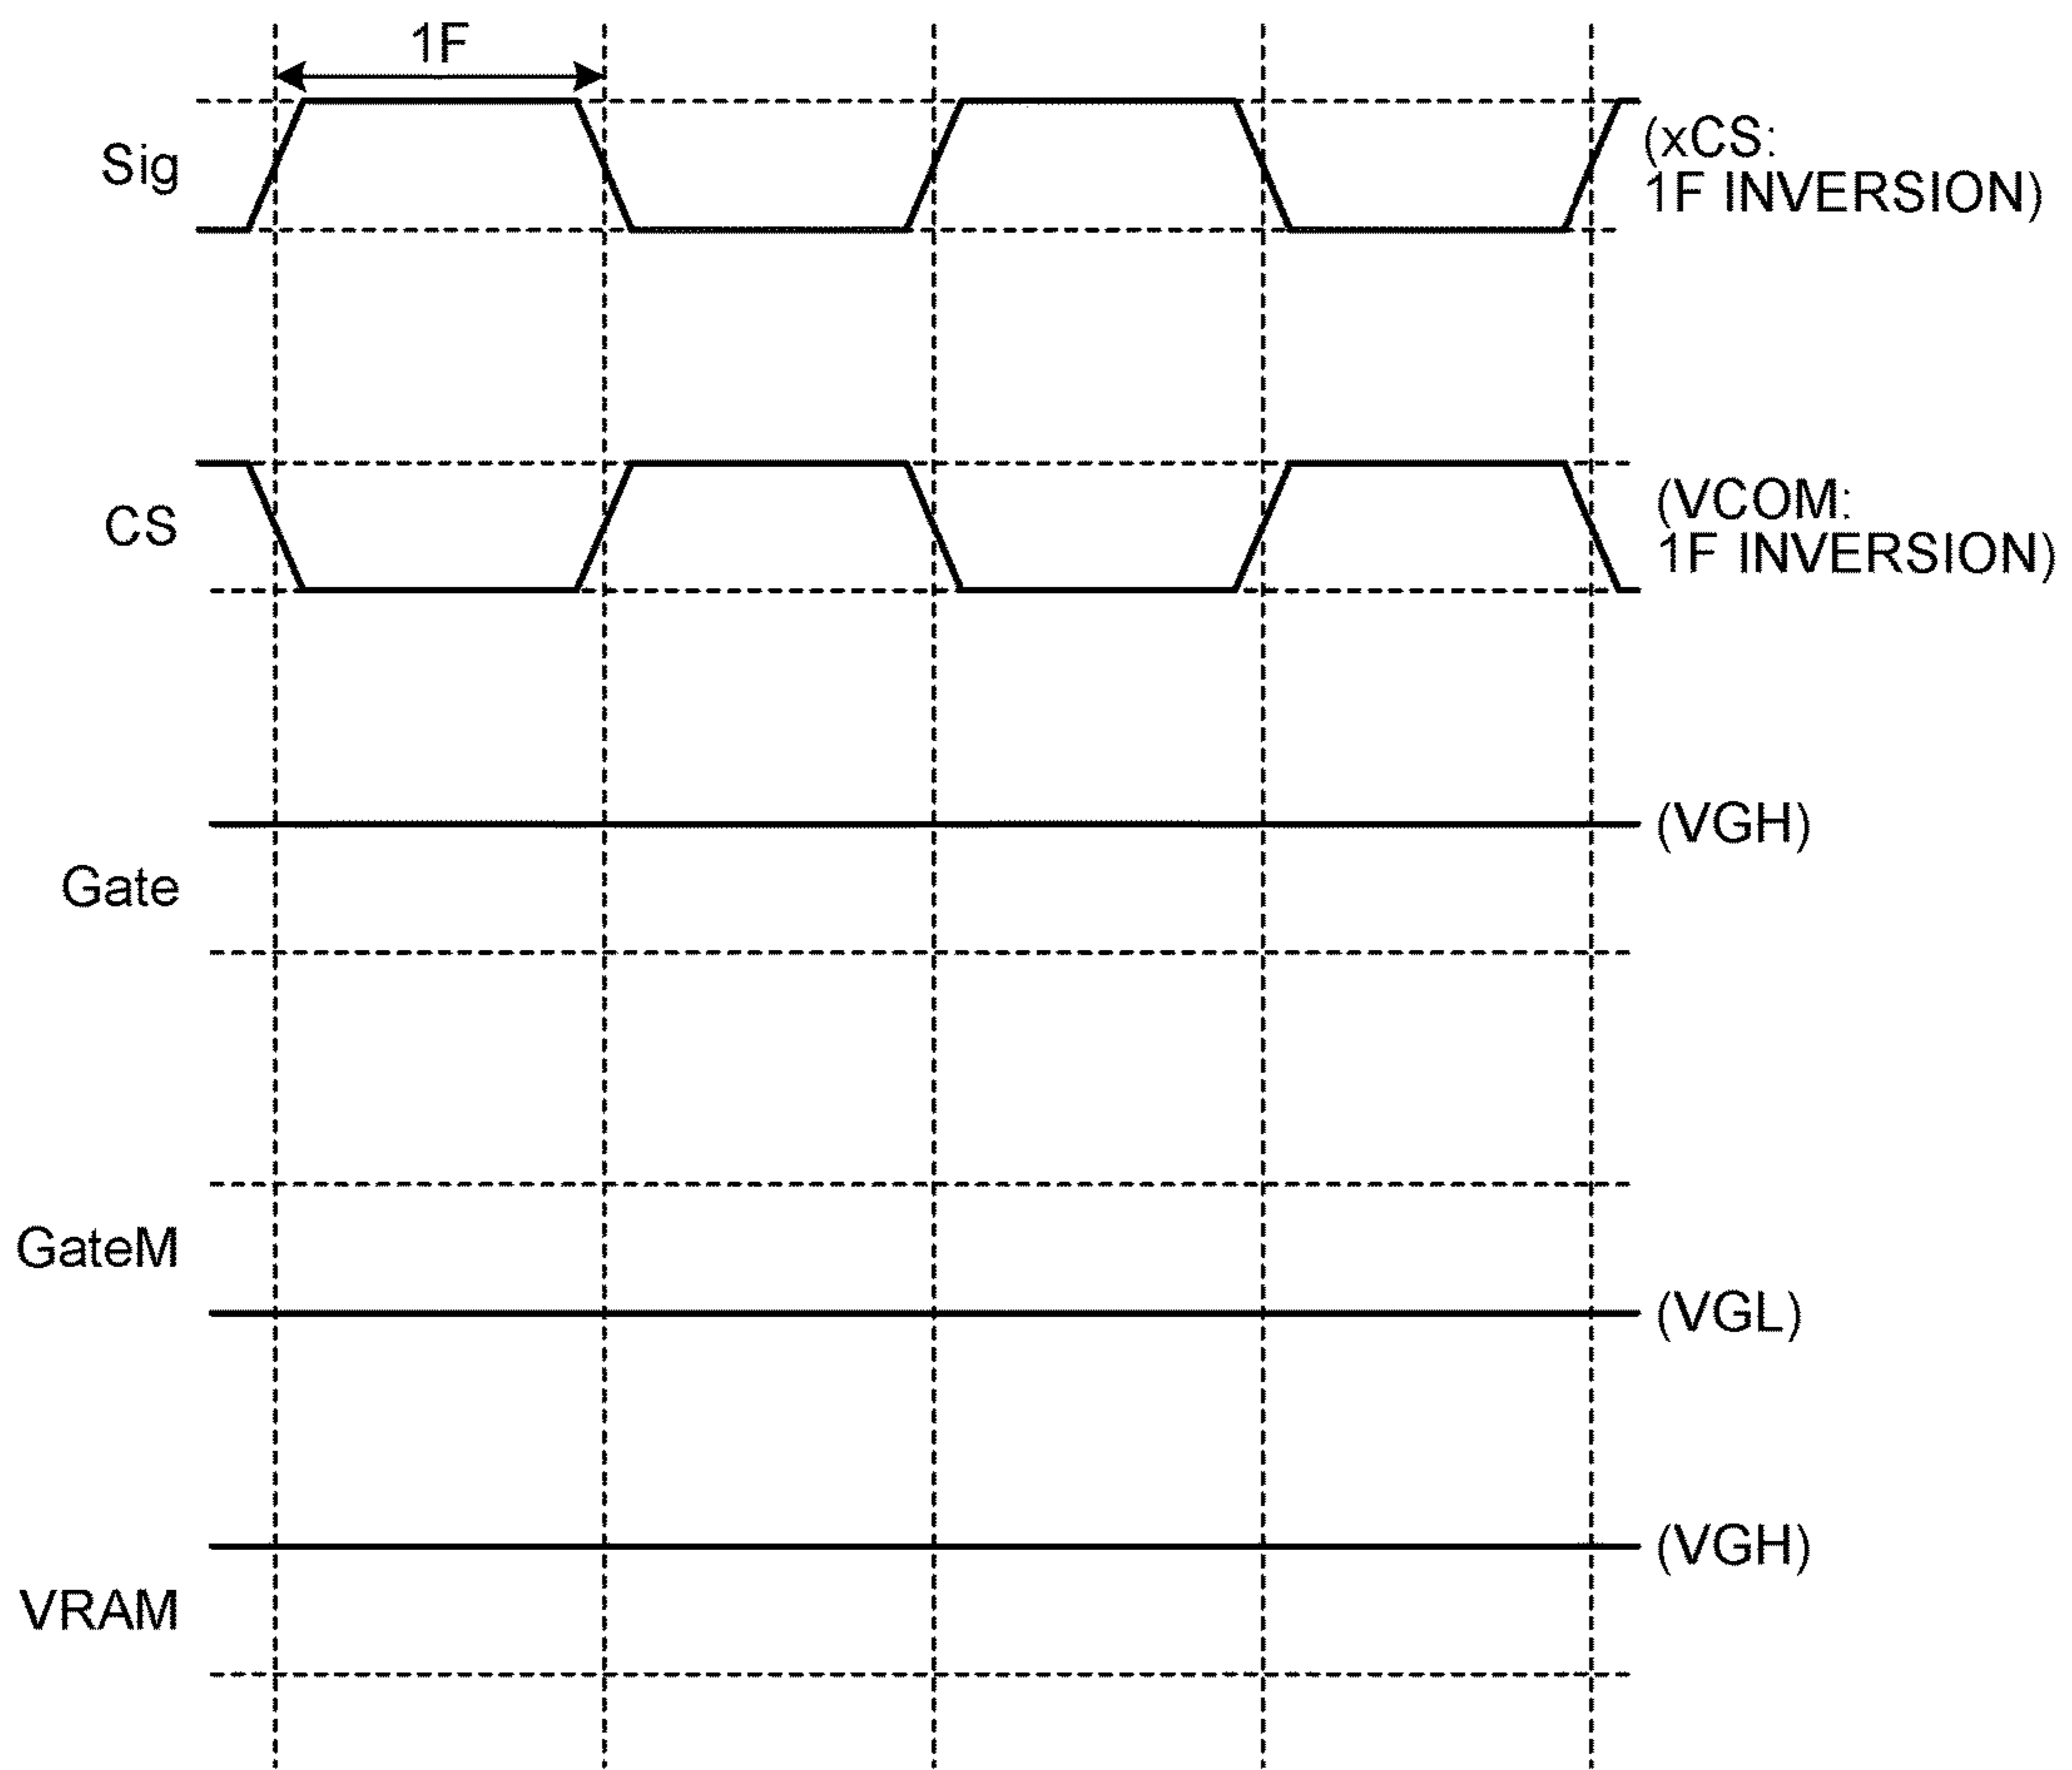 1F
Sig
(xCS:
1F INVERSION)
CS
(VCOM:
1F INVERSION)
(VGH)
Gate
GateM
(VGL)
(VGH)
VRAM